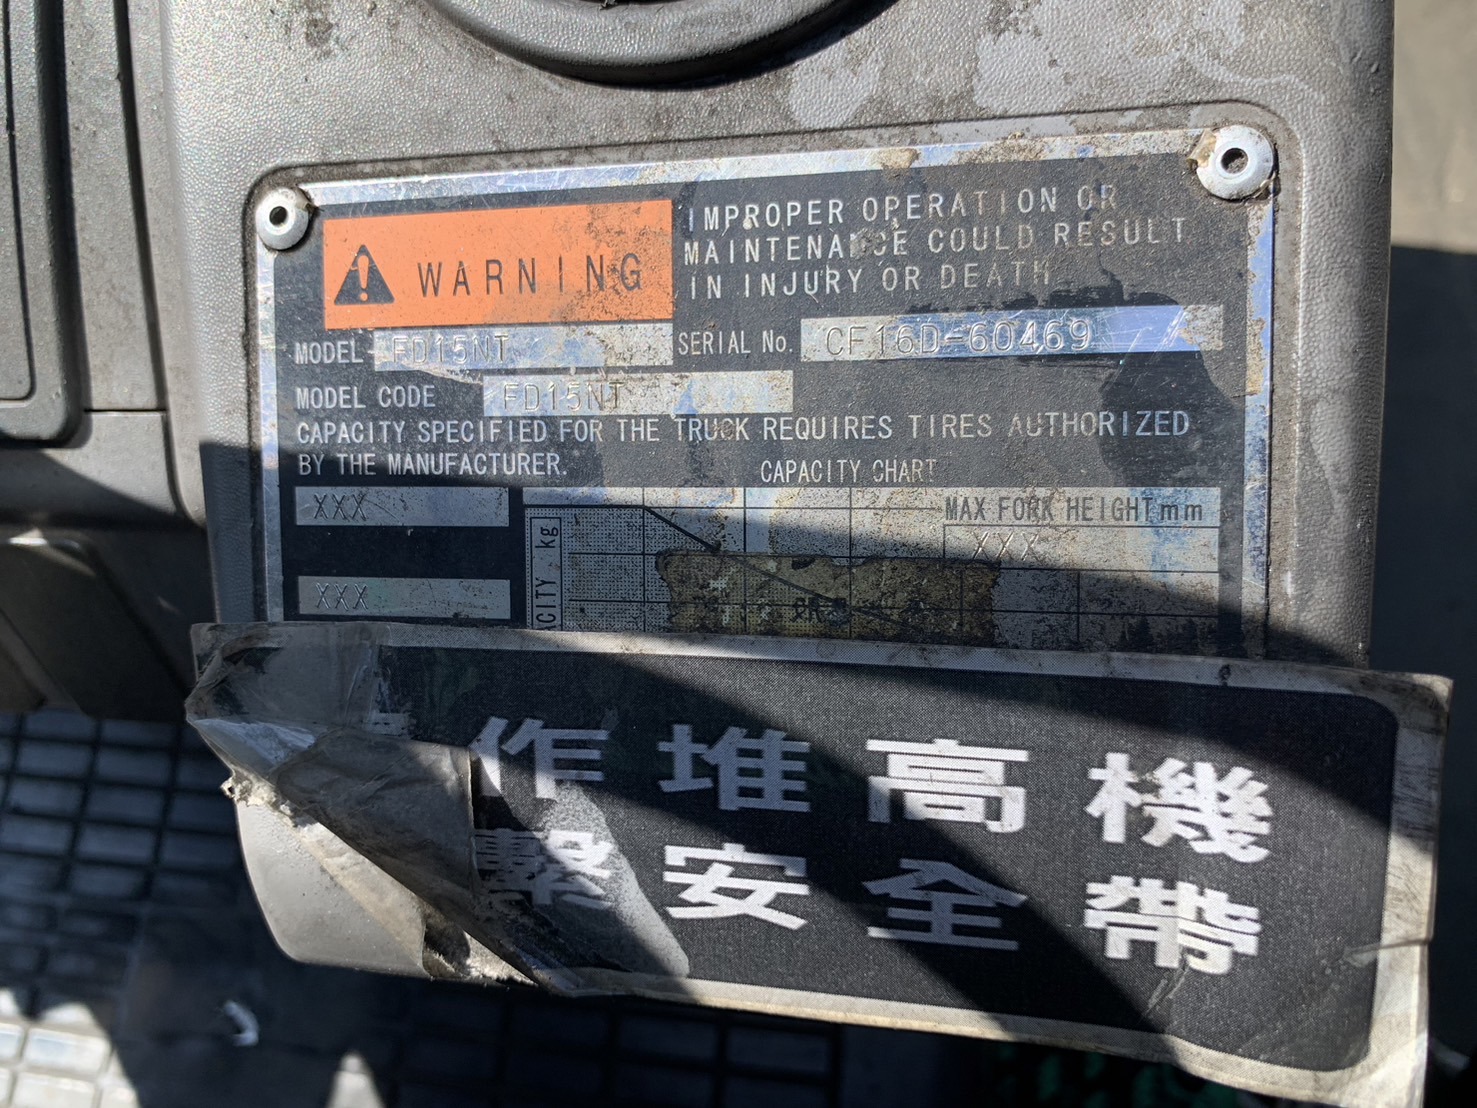 WARNING
IMPROPER OPERATION OR
MAINTENANCE COULD RESULT
IN INJURY OR DEATH
MODEL FD15NT SERIAL No. CF16D-60469
MODEL CODE FD15NT
CAPACITY SPECIFIED FOR THE TRUCK REQUIRES TIRES AUTHORIZED
BY THE MANUFACTURER.
CAPACITY CHART
XXX
MAX FORK HEIGHT mm
XXX
kg
XXX
作堆高機
繫安全帶